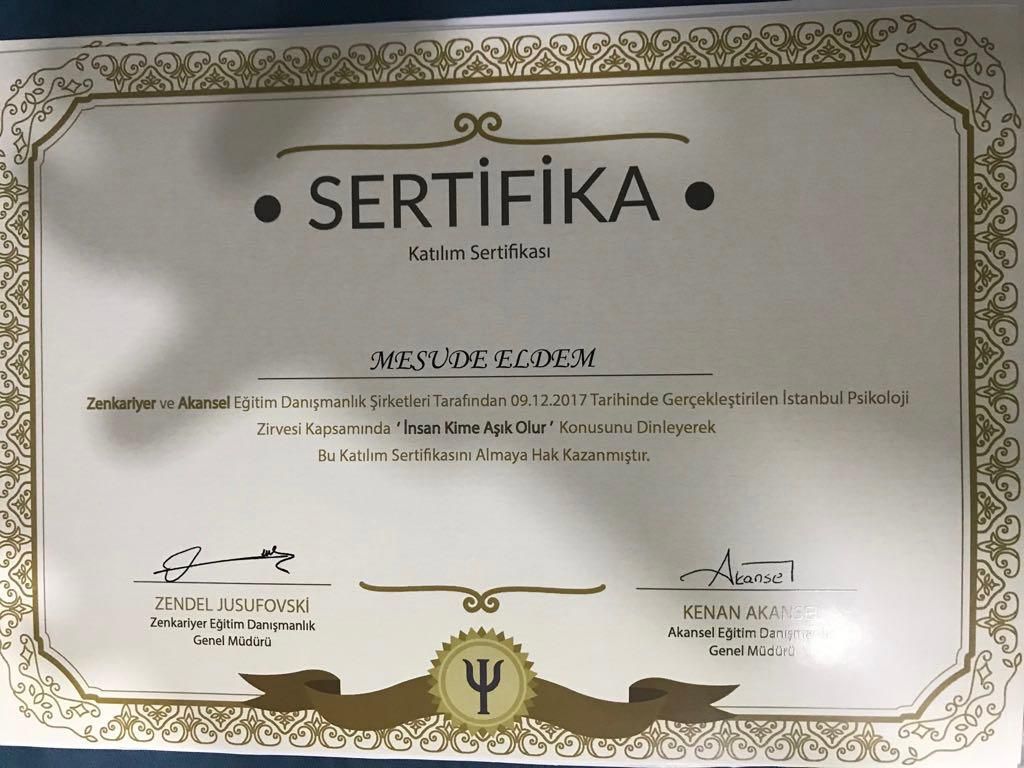 • SERTİFİKA •
Katılım Sertifikası
MESUDE ELDEM
Zenkariyer ve Akansel Eğitim Danışmanlık Şirketleri Tarafından 09.12.2017 Tarihinde Gerçekleştirilen İstanbul Psikoloji
Zirvesi Kapsamında ‘ İnsan Kime Aşık Olur ’ Konusunu Dinleyerek
Bu Katılım Sertifikasını Almaya Hak Kazanmıştır.
Akansel
ZENDEL JUSUFOVSKİ
Zenkariyer Eğitim Danışmanlık
Genel Müdürü
KENAN AKANSEL
Akansel Eğitim Danışmanlık
Genel Müdürü
Ψ